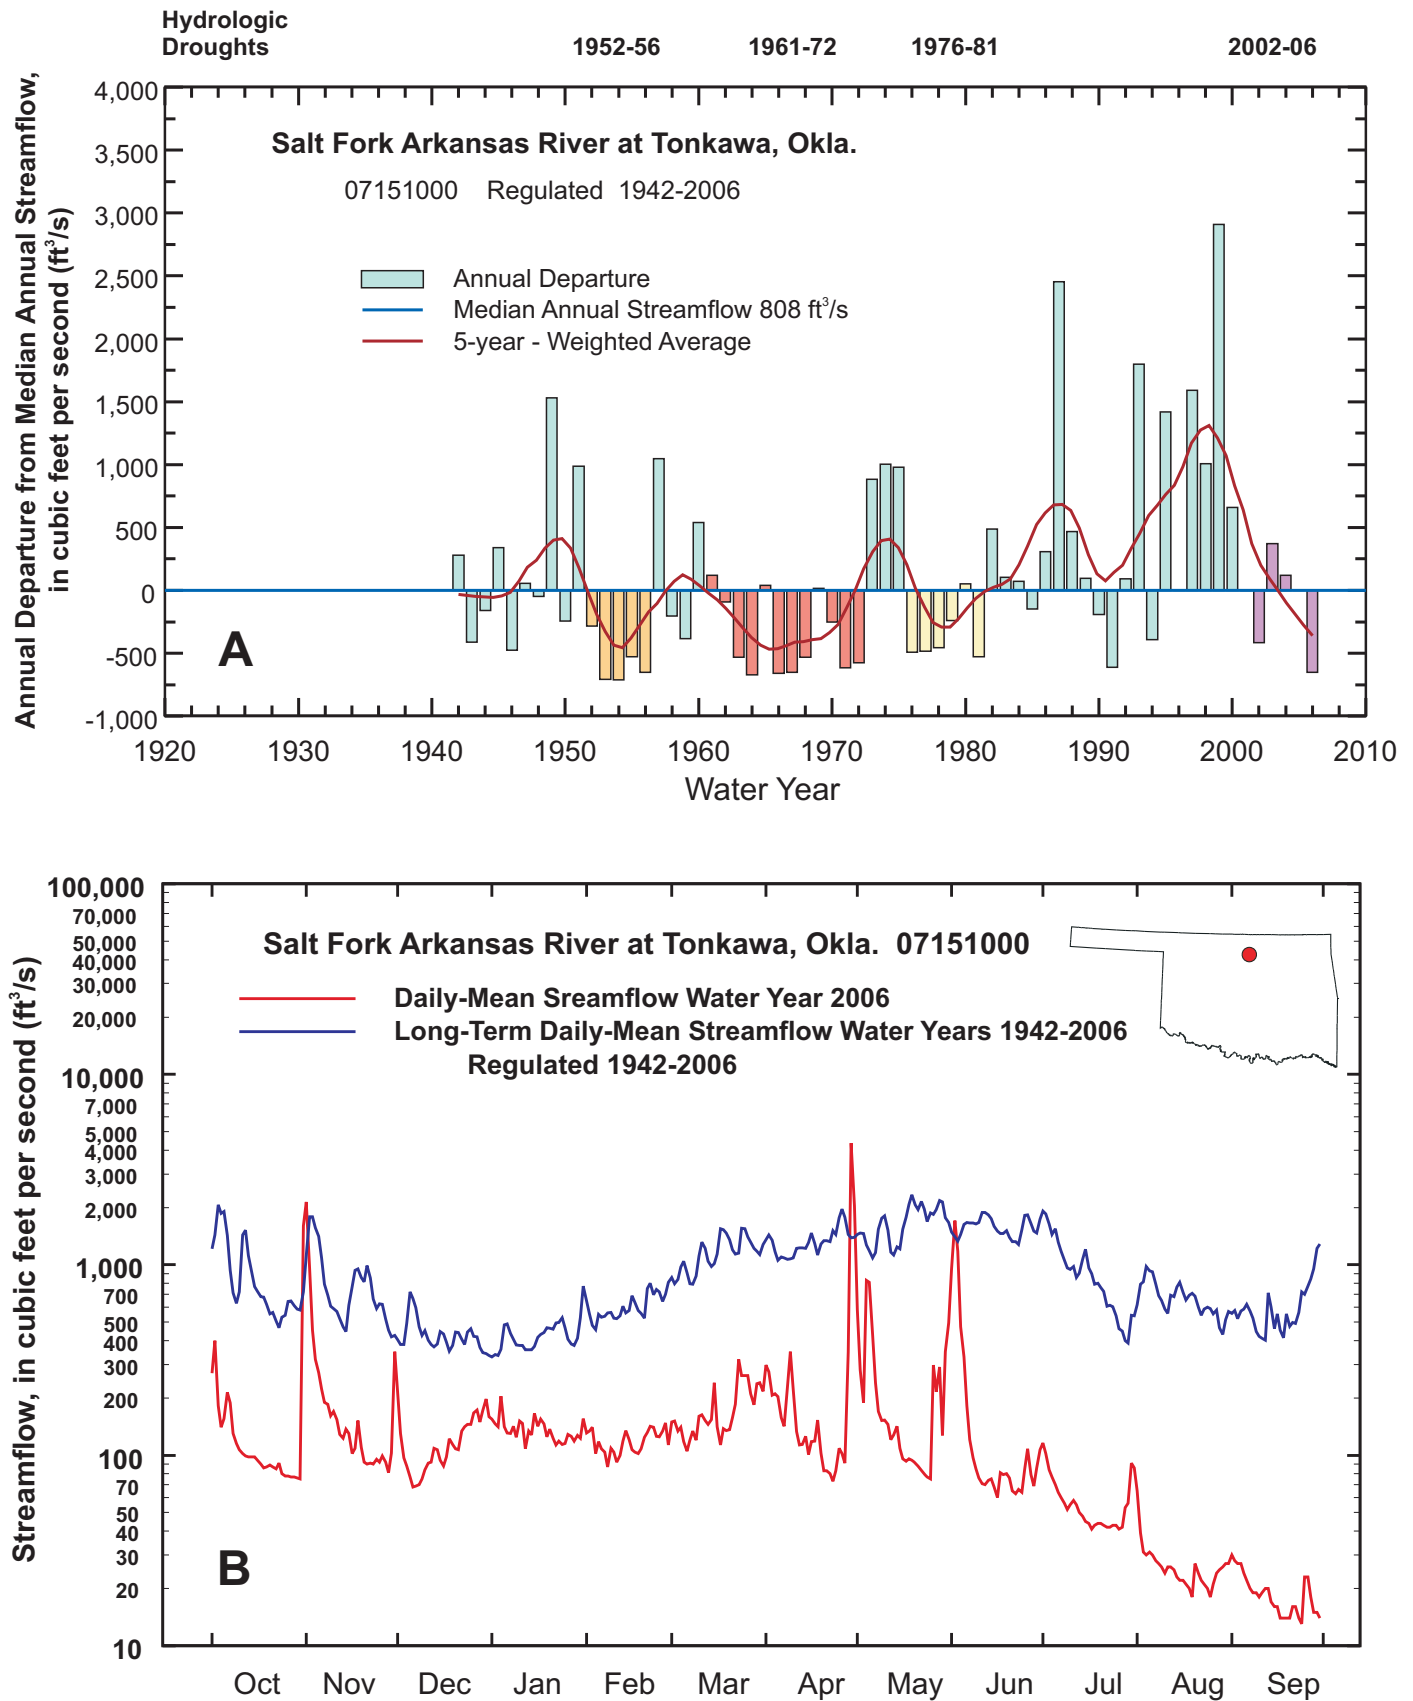 Hydrologic
Droughts 1952-56 1961-72 1976-81 2002-06
Annual Departure from Median Annual Streamflow,
in cubic feet per second (ft³/s)
4,000
3,500
3,000
2,500
2,000
1,500
1,000
500
0
-500
-1,000
Salt Fork Arkansas River at Tonkawa, Okla.
07151000 Regulated 1942-2006
Annual Departure
Median Annual Streamflow 808 ft³/s
5-year - Weighted Average
A
1920 1930 1940 1950 1960 1970 1980 1990 2000 2010
Water Year
Streamflow, in cubic feet per second (ft³/s)
100,000
70,000
50,000
40,000
30,000
20,000
10,000
7,000
5,000
4,000
3,000
2,000
1,000
700
500
400
300
200
100
70
50
40
30
20
10
Salt Fork Arkansas River at Tonkawa, Okla. 07151000
Daily-Mean Sreamflow Water Year 2006
Long-Term Daily-Mean Streamflow Water Years 1942-2006
Regulated 1942-2006
B
Oct Nov Dec Jan Feb Mar Apr May Jun Jul Aug Sep